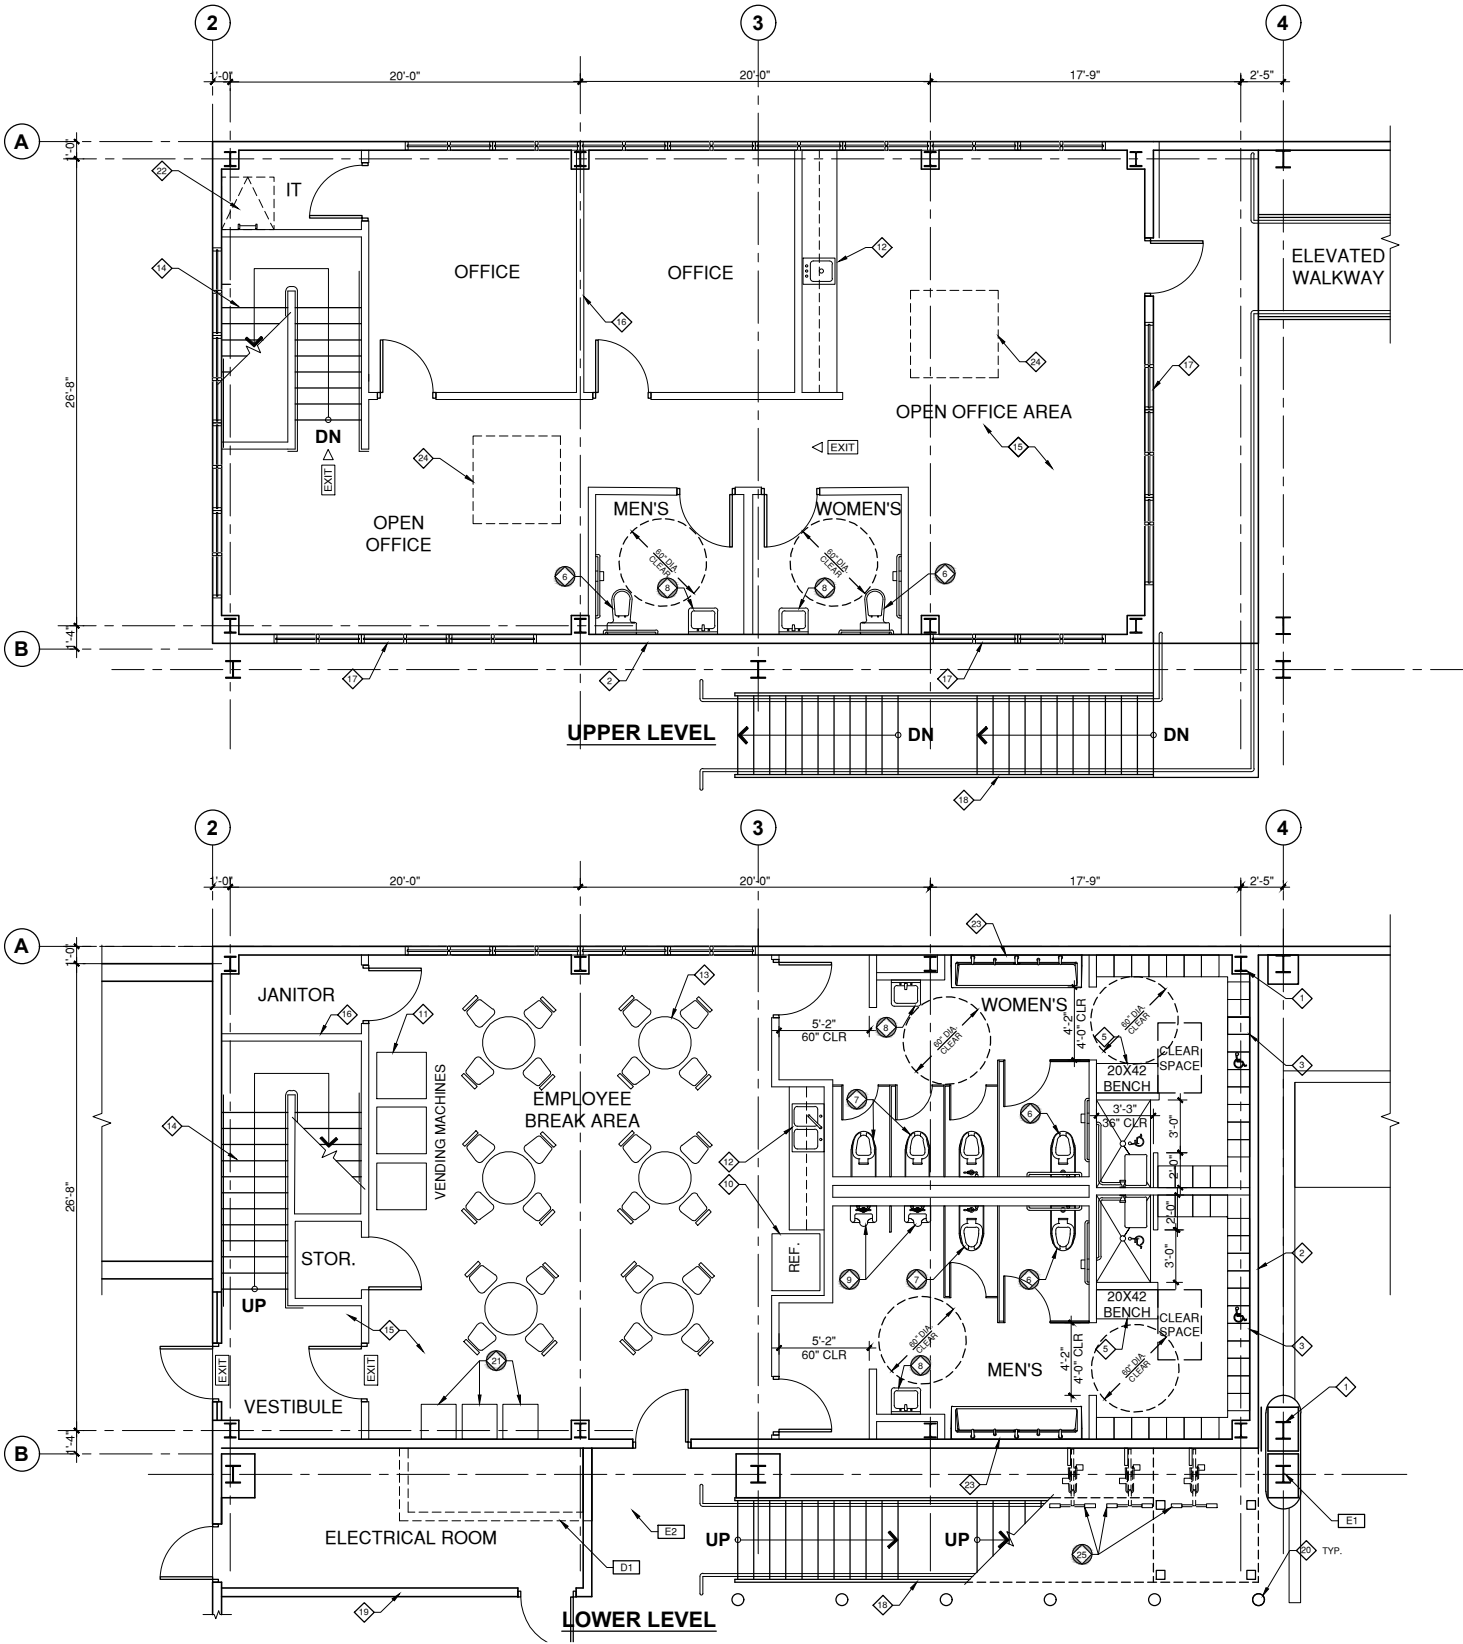 2
3
4
1'-0"
20'-0"
20'-0"
17'-9"
2'-5"
A
1'-0"
22
IT
14
OFFICE
OFFICE
12
ELEVATED
WALKWAY
16
24
17
26'-8"
OPEN OFFICE AREA
DN
EXIT
EXIT
15
24
MEN'S
WOMEN'S
OPEN
OFFICE
60" DIA.
CLEAR
60" DIA.
CLEAR
6
8
8
6
1'-4"
B
17
2
17
UPPER LEVEL
DN
DN
18
2
3
4
1'-0"
20'-0"
20'-0"
17'-9"
2'-5"
23
A
1'-0"
JANITOR
13
16
11
WOMEN'S
1
5'-2"
60" CLR
8
60" DIA.
CLEAR
4'-2"
4'-0" CLR
60" DIA.
CLEAR
5
CLEAR
SPACE
3
20X42
BENCH
VENDING MACHINES
EMPLOYEE
BREAK AREA
7
7
6
3'-3"
36" CLR
3'-0"
14
12
10
2'-0"
26'-8"
2'-0"
STOR.
REF.
3'-0"
2
9
7
6
UP
20X42
BENCH
CLEAR
SPACE
15
5'-2"
60" CLR
60" DIA.
CLEAR
4'-2"
4'-0" CLR
5
3
EXIT
EXIT
21
8
MEN'S
60" DIA.
CLEAR
VESTIBULE
1
1'-4"
B
23
ELECTRICAL ROOM
E2
UP
UP
E1
D1
25
20
TYP.
19
18
LOWER LEVEL